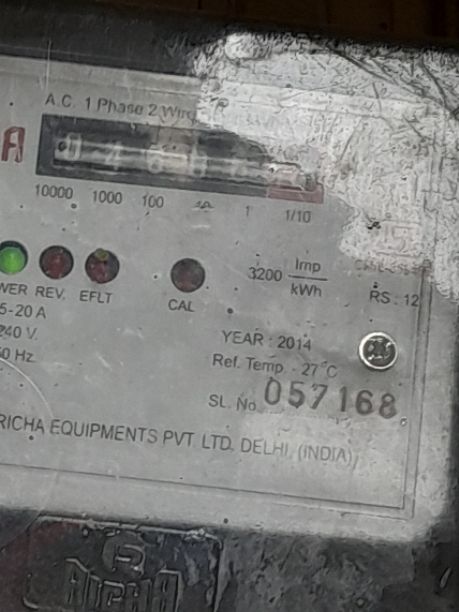 A.C. 1 Phase 2 Wire
A
10000 1000 100 1 1/10
WER REV. EFLT
CAL
3200 Imp
kWh
RS : 12
5-20 A
240 V.
50 Hz.
YEAR : 2014
Ref. Temp. - 27°C
SL. No. 057168
RICHA EQUIPMENTS PVT. LTD. DELHI, (INDIA)